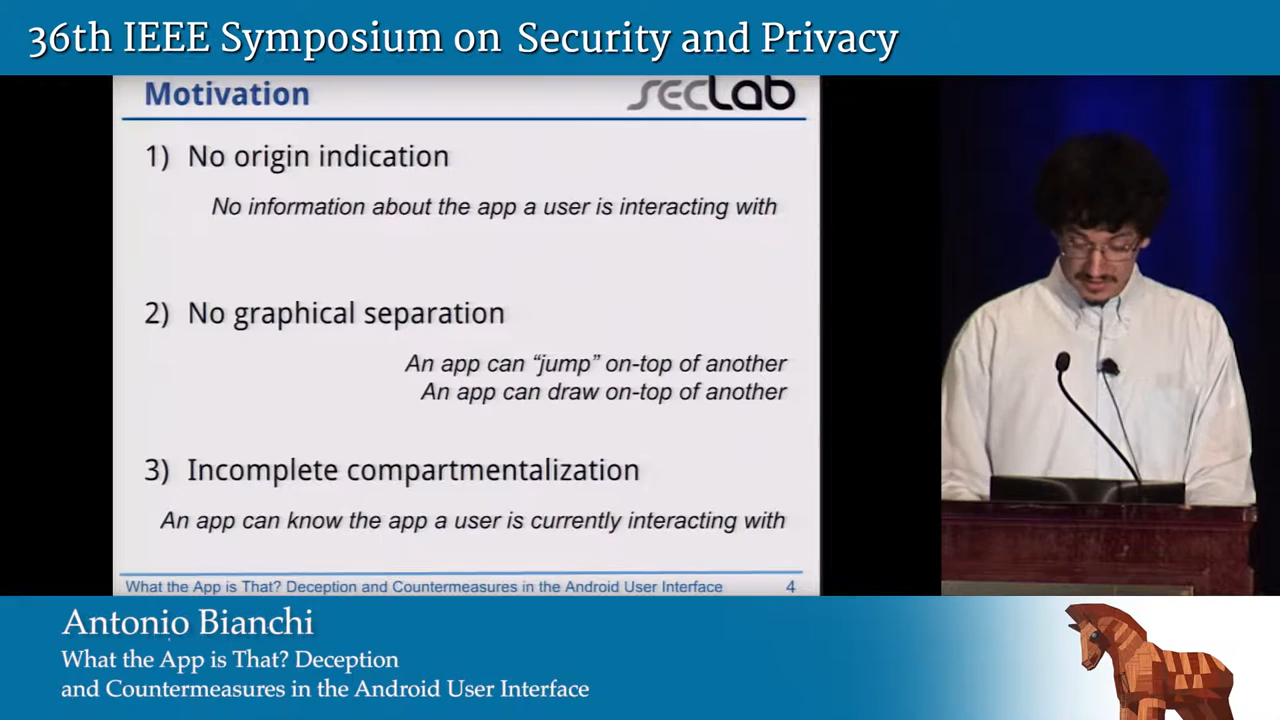 36th IEEE Symposium on Security and Privacy
Motivation
secLab
1) No origin indication
No information about the app a user is interacting with
2) No graphical separation
An app can “jump” on-top of another
An app can draw on-top of another
3) Incomplete compartmentalization
An app can know the app a user is currently interacting with
What the App is That? Deception and Countermeasures in the Android User Interface 4
Antonio Bianchi
What the App is That? Deception
and Countermeasures in the Android User Interface